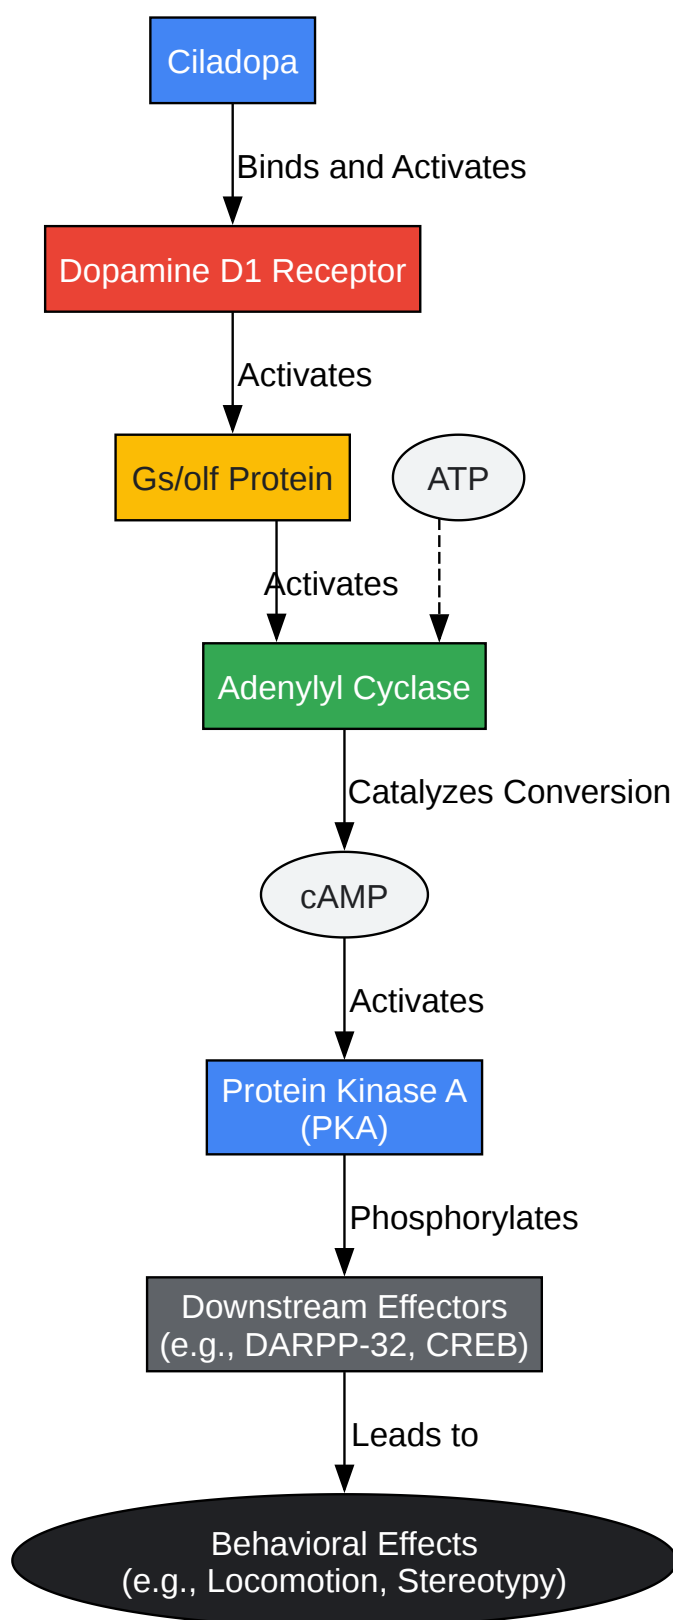 Ciladopa
Binds and Activates
Dopamine D1 Receptor
Activates
Gs/olf Protein
ATP
Activates
Adenylyl Cyclase
Catalyzes Conversion
cAMP
Activates
Protein Kinase A
(PKA)
Phosphorylates
Downstream Effectors
(e.g., DARPP-32, CREB)
Leads to
Behavioral Effects
(e.g., Locomotion, Stereotypy)